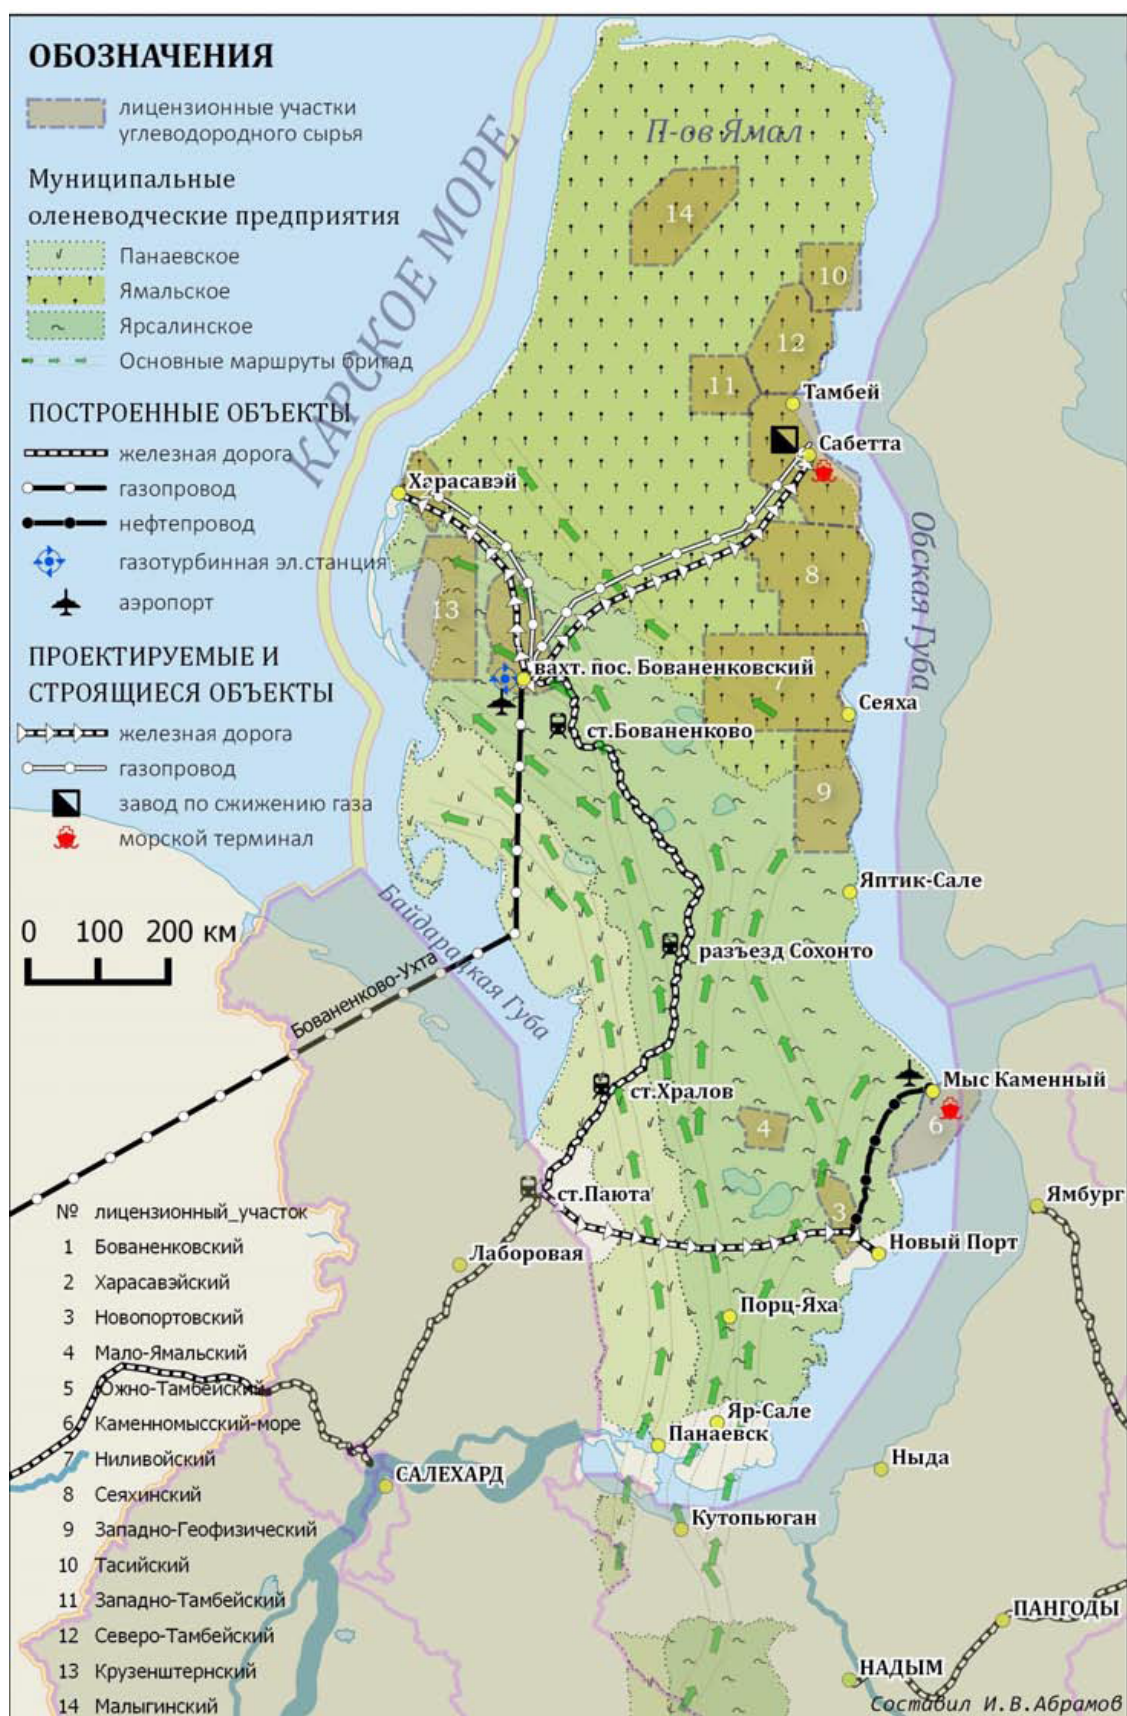 ОБОЗНАЧЕНИЯ
лицензионные участки
углеводородного сырья
Муниципальные
оленеводческие предприятия
Панаевское
Ямальское
Ярсалинское
Основные маршруты бригад
ПОСТРОЕННЫЕ ОБЪЕКТЫ
железная дорога
газопровод
нефтепровод
газотурбинная эл.станция
аэропорт
ПРОЕКТИРУЕМЫЕ И
СТРОЯЩИЕСЯ ОБЪЕКТЫ
железная дорога
газопровод
завод по сжижению газа
морской терминал
0 100 200 км
КАРСКОЕ МОРЕ
П-ов Ямал
14
10
12
11
Тамбей
Сабетта
Харасавэй
Обская Губа
8
13
вахт. пос. Бованенковский
7
Сеяха
ст.Бованенково
9
Яптик-Сале
Байдарацкая Губа
разъезд Сохонто
Бованенково-Ухта
Мыс Каменный
ст.Хралов
6
4
ст.Паюта
Ямбург
3
Новый Порт
Лаборовая
Порц-Яха
Яр-Сале
Панаевск
Ныда
САЛЕХАРД
Кутопьюган
ПАНГОДЫ
НАДЫМ
№ лицензионный_участок
1 Бованенковский
2 Харасавэйский
3 Новопортовский
4 Мало-Ямальский
5 Южно-Тамбейский
6 Каменномысский-море
7 Ниливойский
8 Сеяхинский
9 Западно-Геофизический
10 Тасийский
11 Западно-Тамбейский
12 Северо-Тамбейский
13 Крузенштернский
14 Малыгинский
Составил И.В.Абрамов